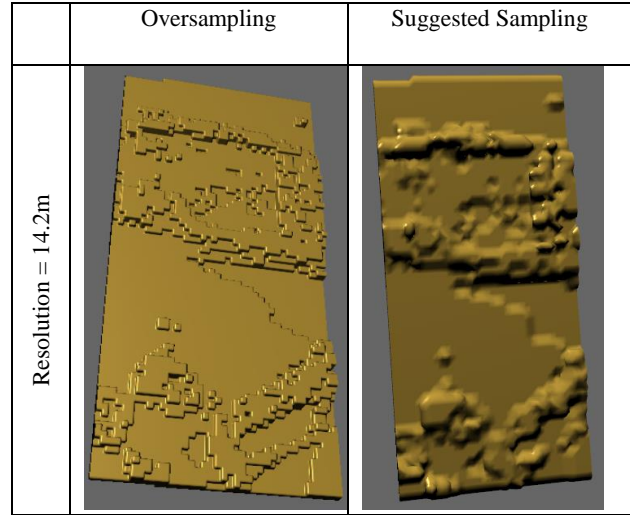 Oversampling
Suggested Sampling
Resolution = 14.2m